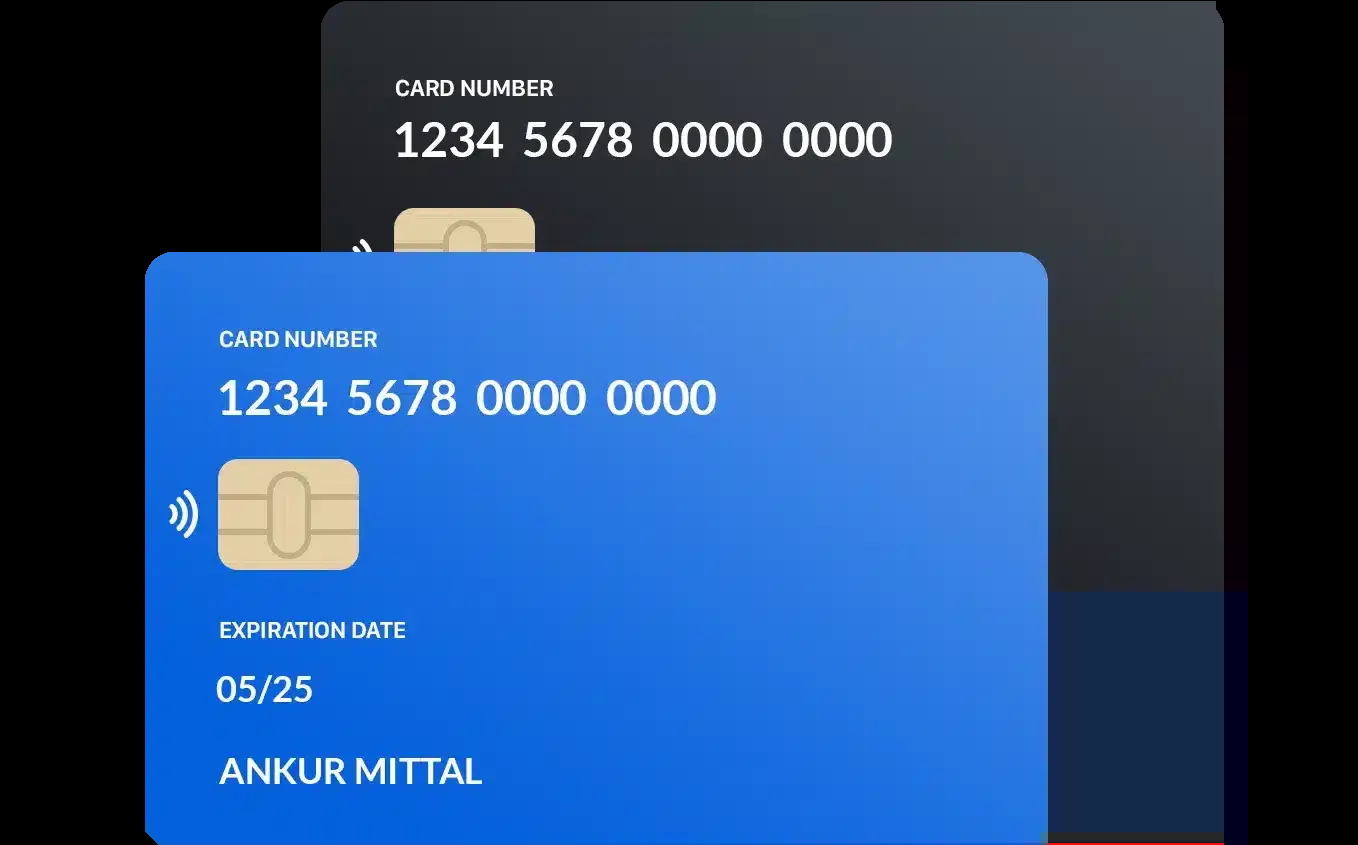 CARD NUMBER
1234 5678 0000 0000
CARD NUMBER
1234 5678 0000 0000
EXPIRATION DATE
05/25
ANKUR MITTAL